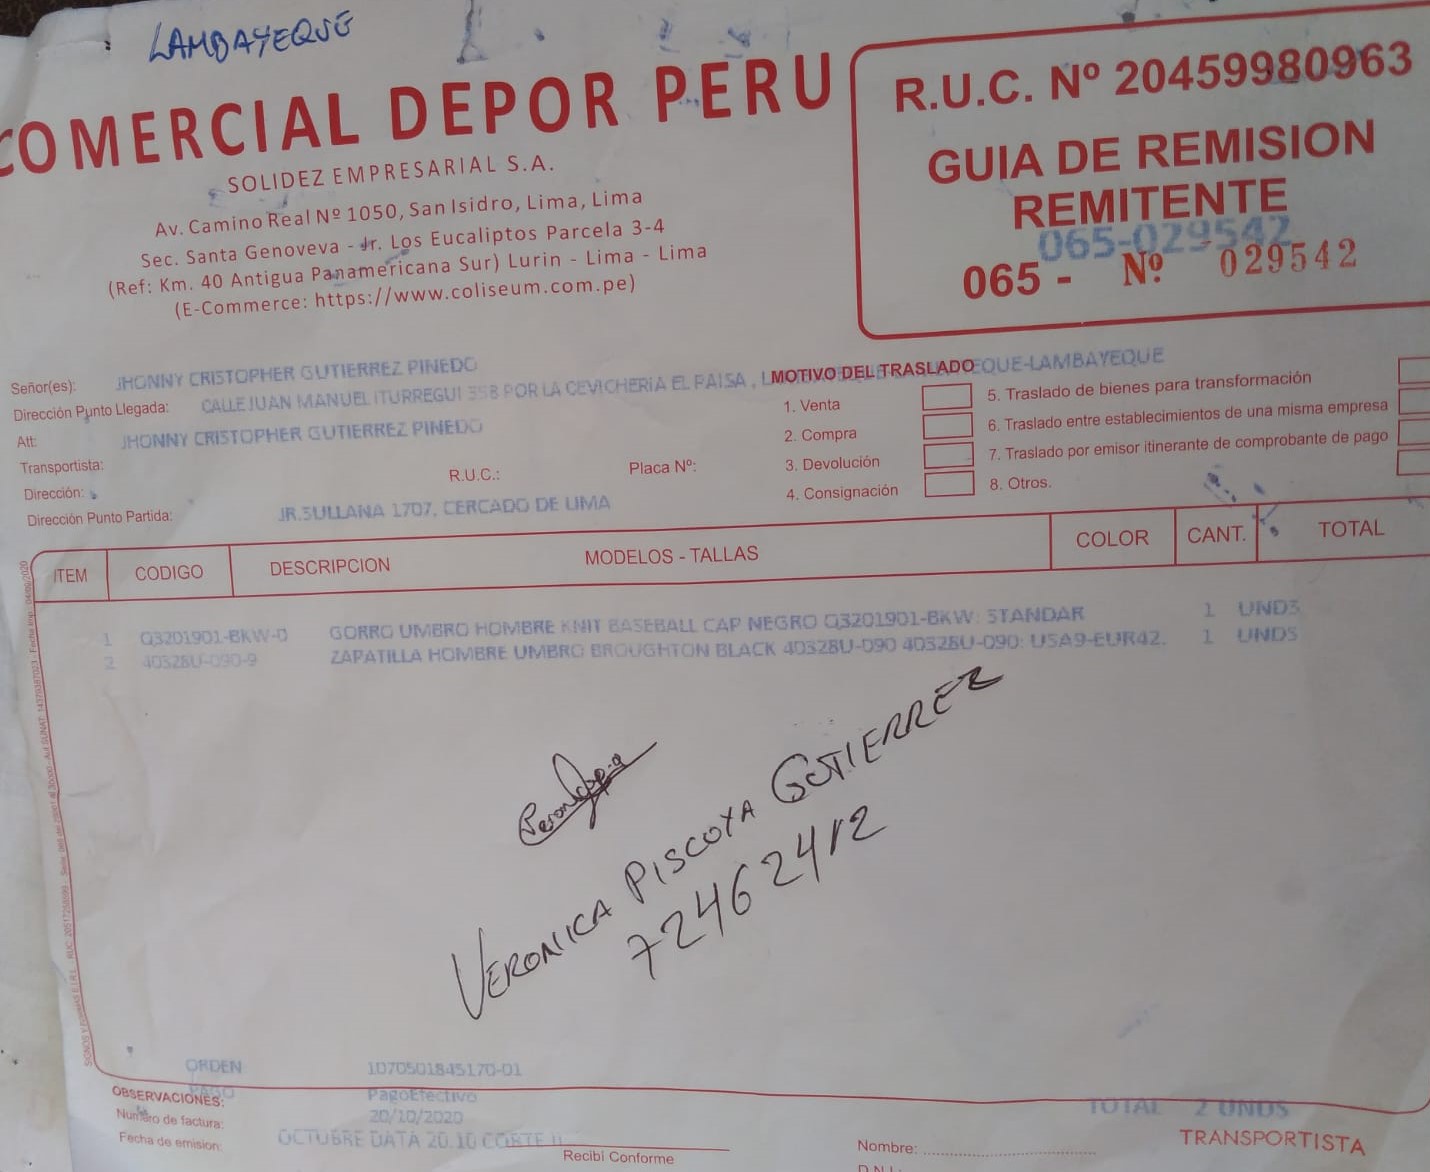 LAMBAYEQUE
COMERCIAL DEPOR PERU
SOLIDEZ EMPRESARIAL S.A.
Av. Camino Real Nº 1050, San Isidro, Lima, Lima
Sec. Santa Genoveva - Jr. Los Eucaliptos Parcela 3-4
(Ref: Km. 40 Antigua Panamericana Sur) Lurin - Lima - Lima
(E-Commerce: https://www.coliseum.com.pe)
R.U.C. Nº 20459980963
GUIA DE REMISION
REMITENTE
065-029542
065 - Nº 029542
Señor(es): JHONNY CRISTOPHER GUTIERREZ PINEDO
Dirección Punto Llegada: CALLE JUAN MANUEL ITURREGUI 358 POR LA CEVICHERIA EL PAISA , EQUE-LAMBAYEQUE
Att: JHONNY CRISTOPHER GUTIERREZ PINEDO
Transportista:
R.U.C.: Placa Nº:
Dirección:
Dirección Punto Partida: JR.SULLANA 1707, CERCADO DE LIMA
MOTIVO DEL TRASLADO
1. Venta
2. Compra
3. Devolución
4. Consignación
5. Traslado de bienes para transformación
6. Traslado entre establecimientos de una misma empresa
7. Traslado por emisor itinerante de comprobante de pago
8. Otros.
ITEM CODIGO DESCRIPCION MODELOS - TALLAS COLOR CANT. TOTAL
1 Q3201901-BKW-0 GORRO UMBRO HOMBRE KNIT BASEBALL CAP NEGRO Q3201901-BKW: STANDAR 1 UNDS
2 40328U-090-9 ZAPATILLA HOMBRE UMBRO BROUGHTON BLACK 40328U-090 40328U-090: USA9-EUR42. 1 UNDS
VERONICA PISCOYA GUTIERREZ
72462412
ORDEN 1070501845170-01
PAGO PagoEfectivo
OBSERVACIONES:
Número de factura: 20/10/2020
Fecha de emision: OCTUBRE DATA 20.10 CORTE II
TOTAL 2 UNDS
Recibí Conforme
Nombre:
TRANSPORTISTA